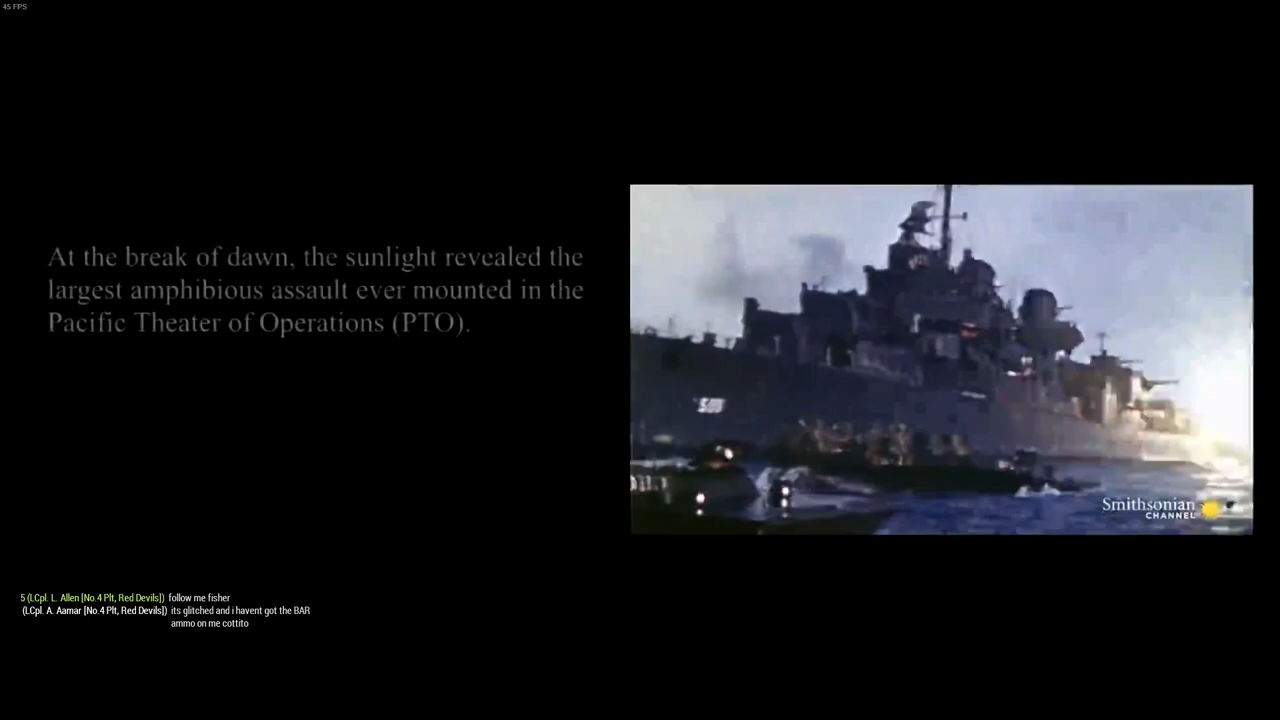 45 FPS
At the break of dawn, the sunlight revealed the
largest amphibious assault ever mounted in the
Pacific Theater of Operations (PTO).
Smithsonian
CHANNEL
5 (LCpl. L. Allen [No.4 Plt, Red Devils]) follow me fisher
(LCpl. A. Aamar [No.4 Plt, Red Devils]) its glitched and i havent got the BAR
ammo on me cottito